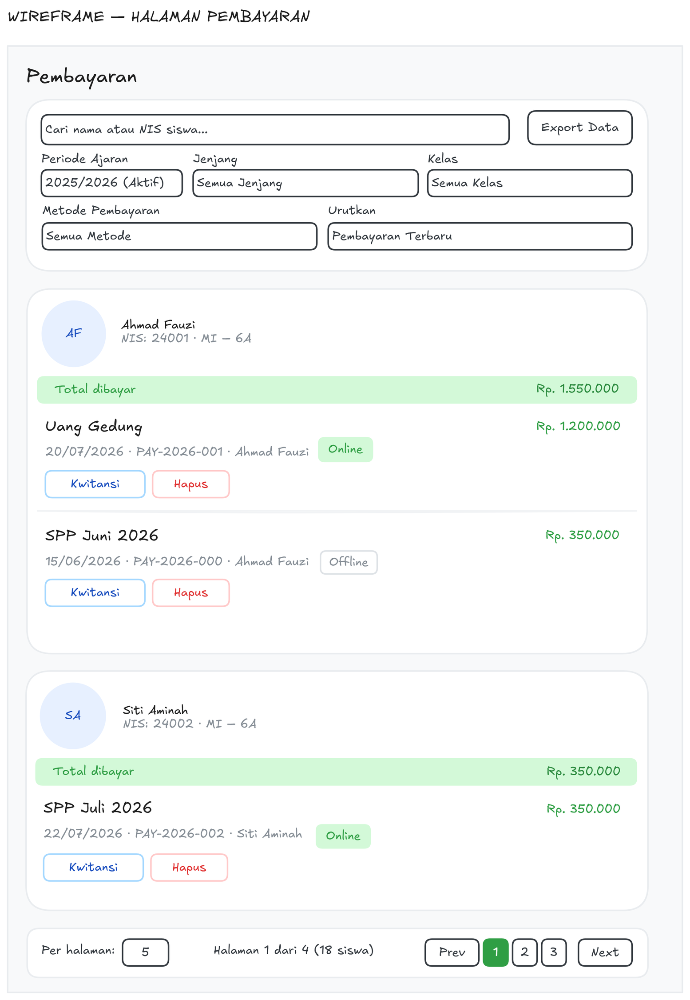 WIREFRAME — HALAMAN PEMBAYARAN
Pembayaran
Cari nama atau NIS siswa...
Export Data
Periode Ajaran
Jenjang
Kelas
2025/2026 (Aktif)
Semua Jenjang
Semua Kelas
Metode Pembayaran
Urutkan
Semua Metode
Pembayaran Terbaru
AF
Ahmad Fauzi
NIS: 24001 · MI — 6A
Total dibayar
Rp. 1.550.000
Uang Gedung
Rp. 1.200.000
20/07/2026 · PAY-2026-001 · Ahmad Fauzi
Online
Kwitansi
Hapus
SPP Juni 2026
Rp. 350.000
15/06/2026 · PAY-2026-000 · Ahmad Fauzi
Offline
Kwitansi
Hapus
SA
Siti Aminah
NIS: 24002 · MI — 6A
Total dibayar
Rp. 350.000
SPP Juli 2026
Rp. 350.000
22/07/2026 · PAY-2026-002 · Siti Aminah
Online
Kwitansi
Hapus
Per halaman:
5
Halaman 1 dari 4 (18 siswa)
Prev
1
2
3
Next